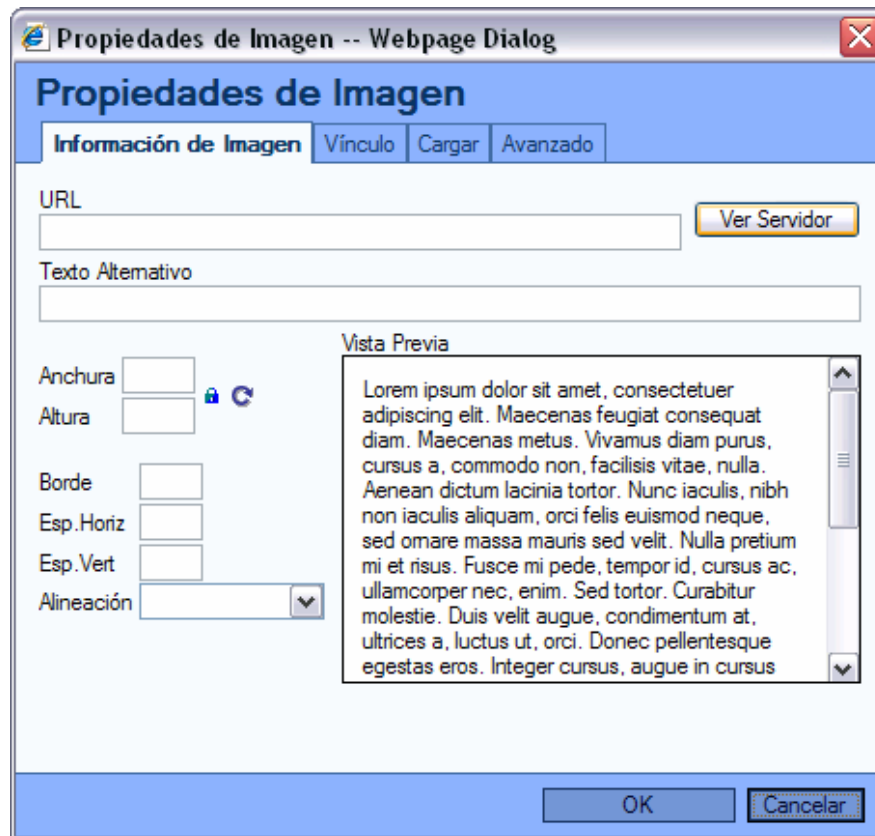 Propiedades de Imagen -- Webpage Dialog
Propiedades de Imagen
Información de Imagen Vínculo Cargar Avanzado
URL
Ver Servidor
Texto Alternativo
Vista Previa
Anchura
Altura
Borde
Esp.Horiz
Esp.Vert
Alineación
Lorem ipsum dolor sit amet, consectetuer
adipiscing elit. Maecenas feugiat consequat
diam. Maecenas metus. Vivamus diam purus,
cursus a, commodo non, facilisis vitae, nulla.
Aenean dictum lacinia tortor. Nunc iaculis, nibh
non iaculis aliquam, orci felis euismod neque,
sed ornare massa mauris sed velit. Nulla pretium
mi et risus. Fusce mi pede, tempor id, cursus ac,
ullamcorper nec, enim. Sed tortor. Curabitur
molestie. Duis velit augue, condimentum at,
ultrices a, luctus ut, orci. Donec pellentesque
egestas eros. Integer cursus, augue in cursus
OK Cancelar